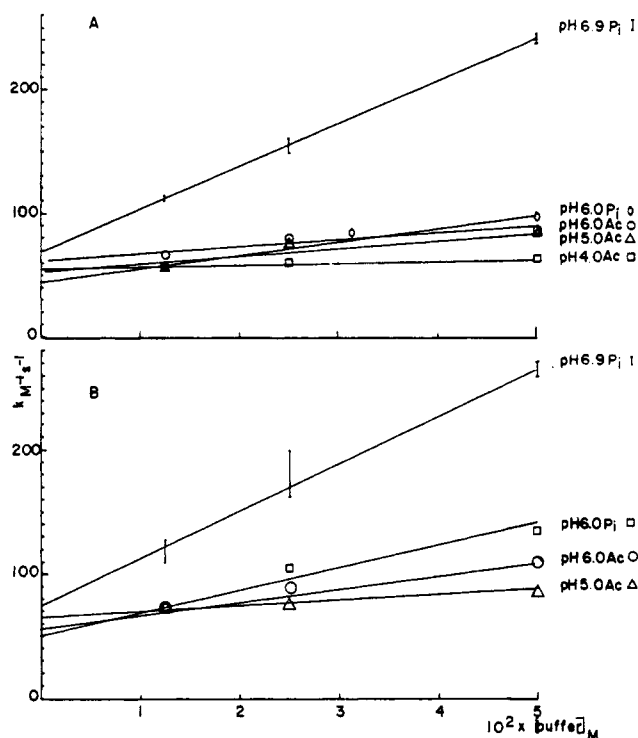 A
pH 6.9 Pi I
200
pH 6.0 Pi ◊
pH 6.0 Ac ○
pH 5.0 Ac △
pH 4.0 Ac □
100
0
k M⁻¹s⁻¹
B
pH 6.9 Pi I
200
pH 6.0 Pi □
pH 6.0 Ac ○
pH 5.0 Ac △
100
0
1 2 3 4 5
10² x [buffer]M